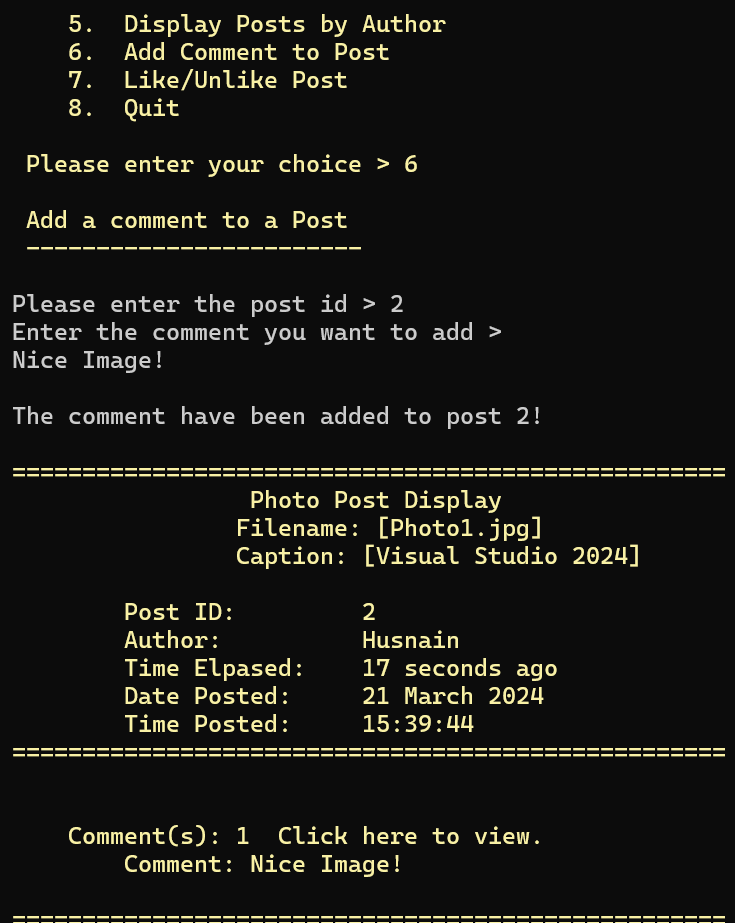 5.  Display Posts by Author
6.  Add Comment to Post
7.  Like/Unlike Post
8.  Quit
Please enter your choice > 6
Add a comment to a Post
------------------------
Please enter the post id > 2
Enter the comment you want to add >
Nice Image!
The comment have been added to post 2!
===================================================
Photo Post Display
Filename: [Photo1.jpg]
Caption: [Visual Studio 2024]
Post ID: 2
Author: Husnain
Time Elpased: 17 seconds ago
Date Posted: 21 March 2024
Time Posted: 15:39:44
===================================================
Comment(s): 1  Click here to view.
Comment: Nice Image!
===================================================